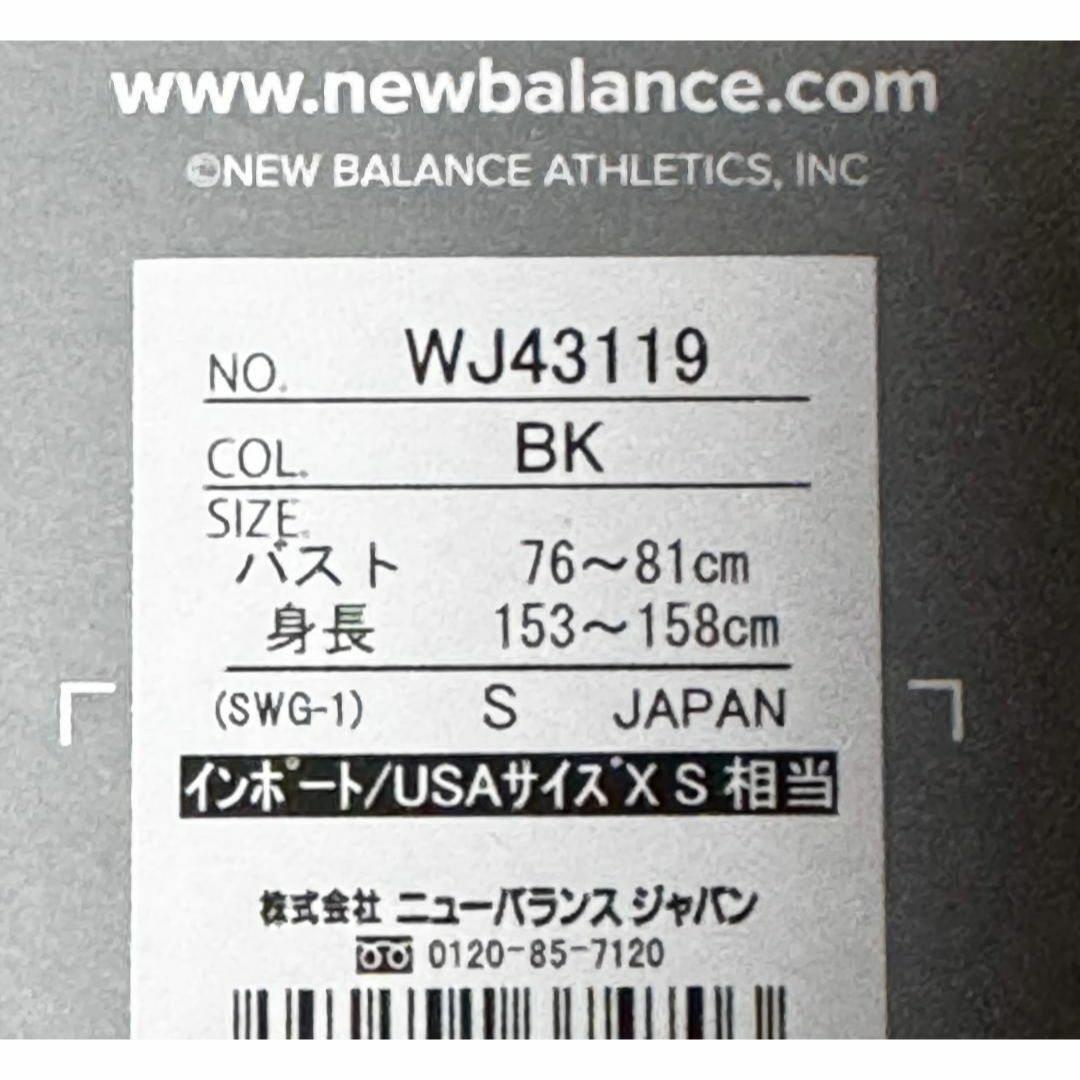 www.newbalance.com
©NEW BALANCE ATHLETICS, INC
NO. WJ43119
COL. BK
SIZE.
バスト 76～81cm
身長 153～158cm
(SWG-1) S JAPAN
インポート/USAサイズXS相当
株式会社 ニューバランス ジャパン
0120-85-7120